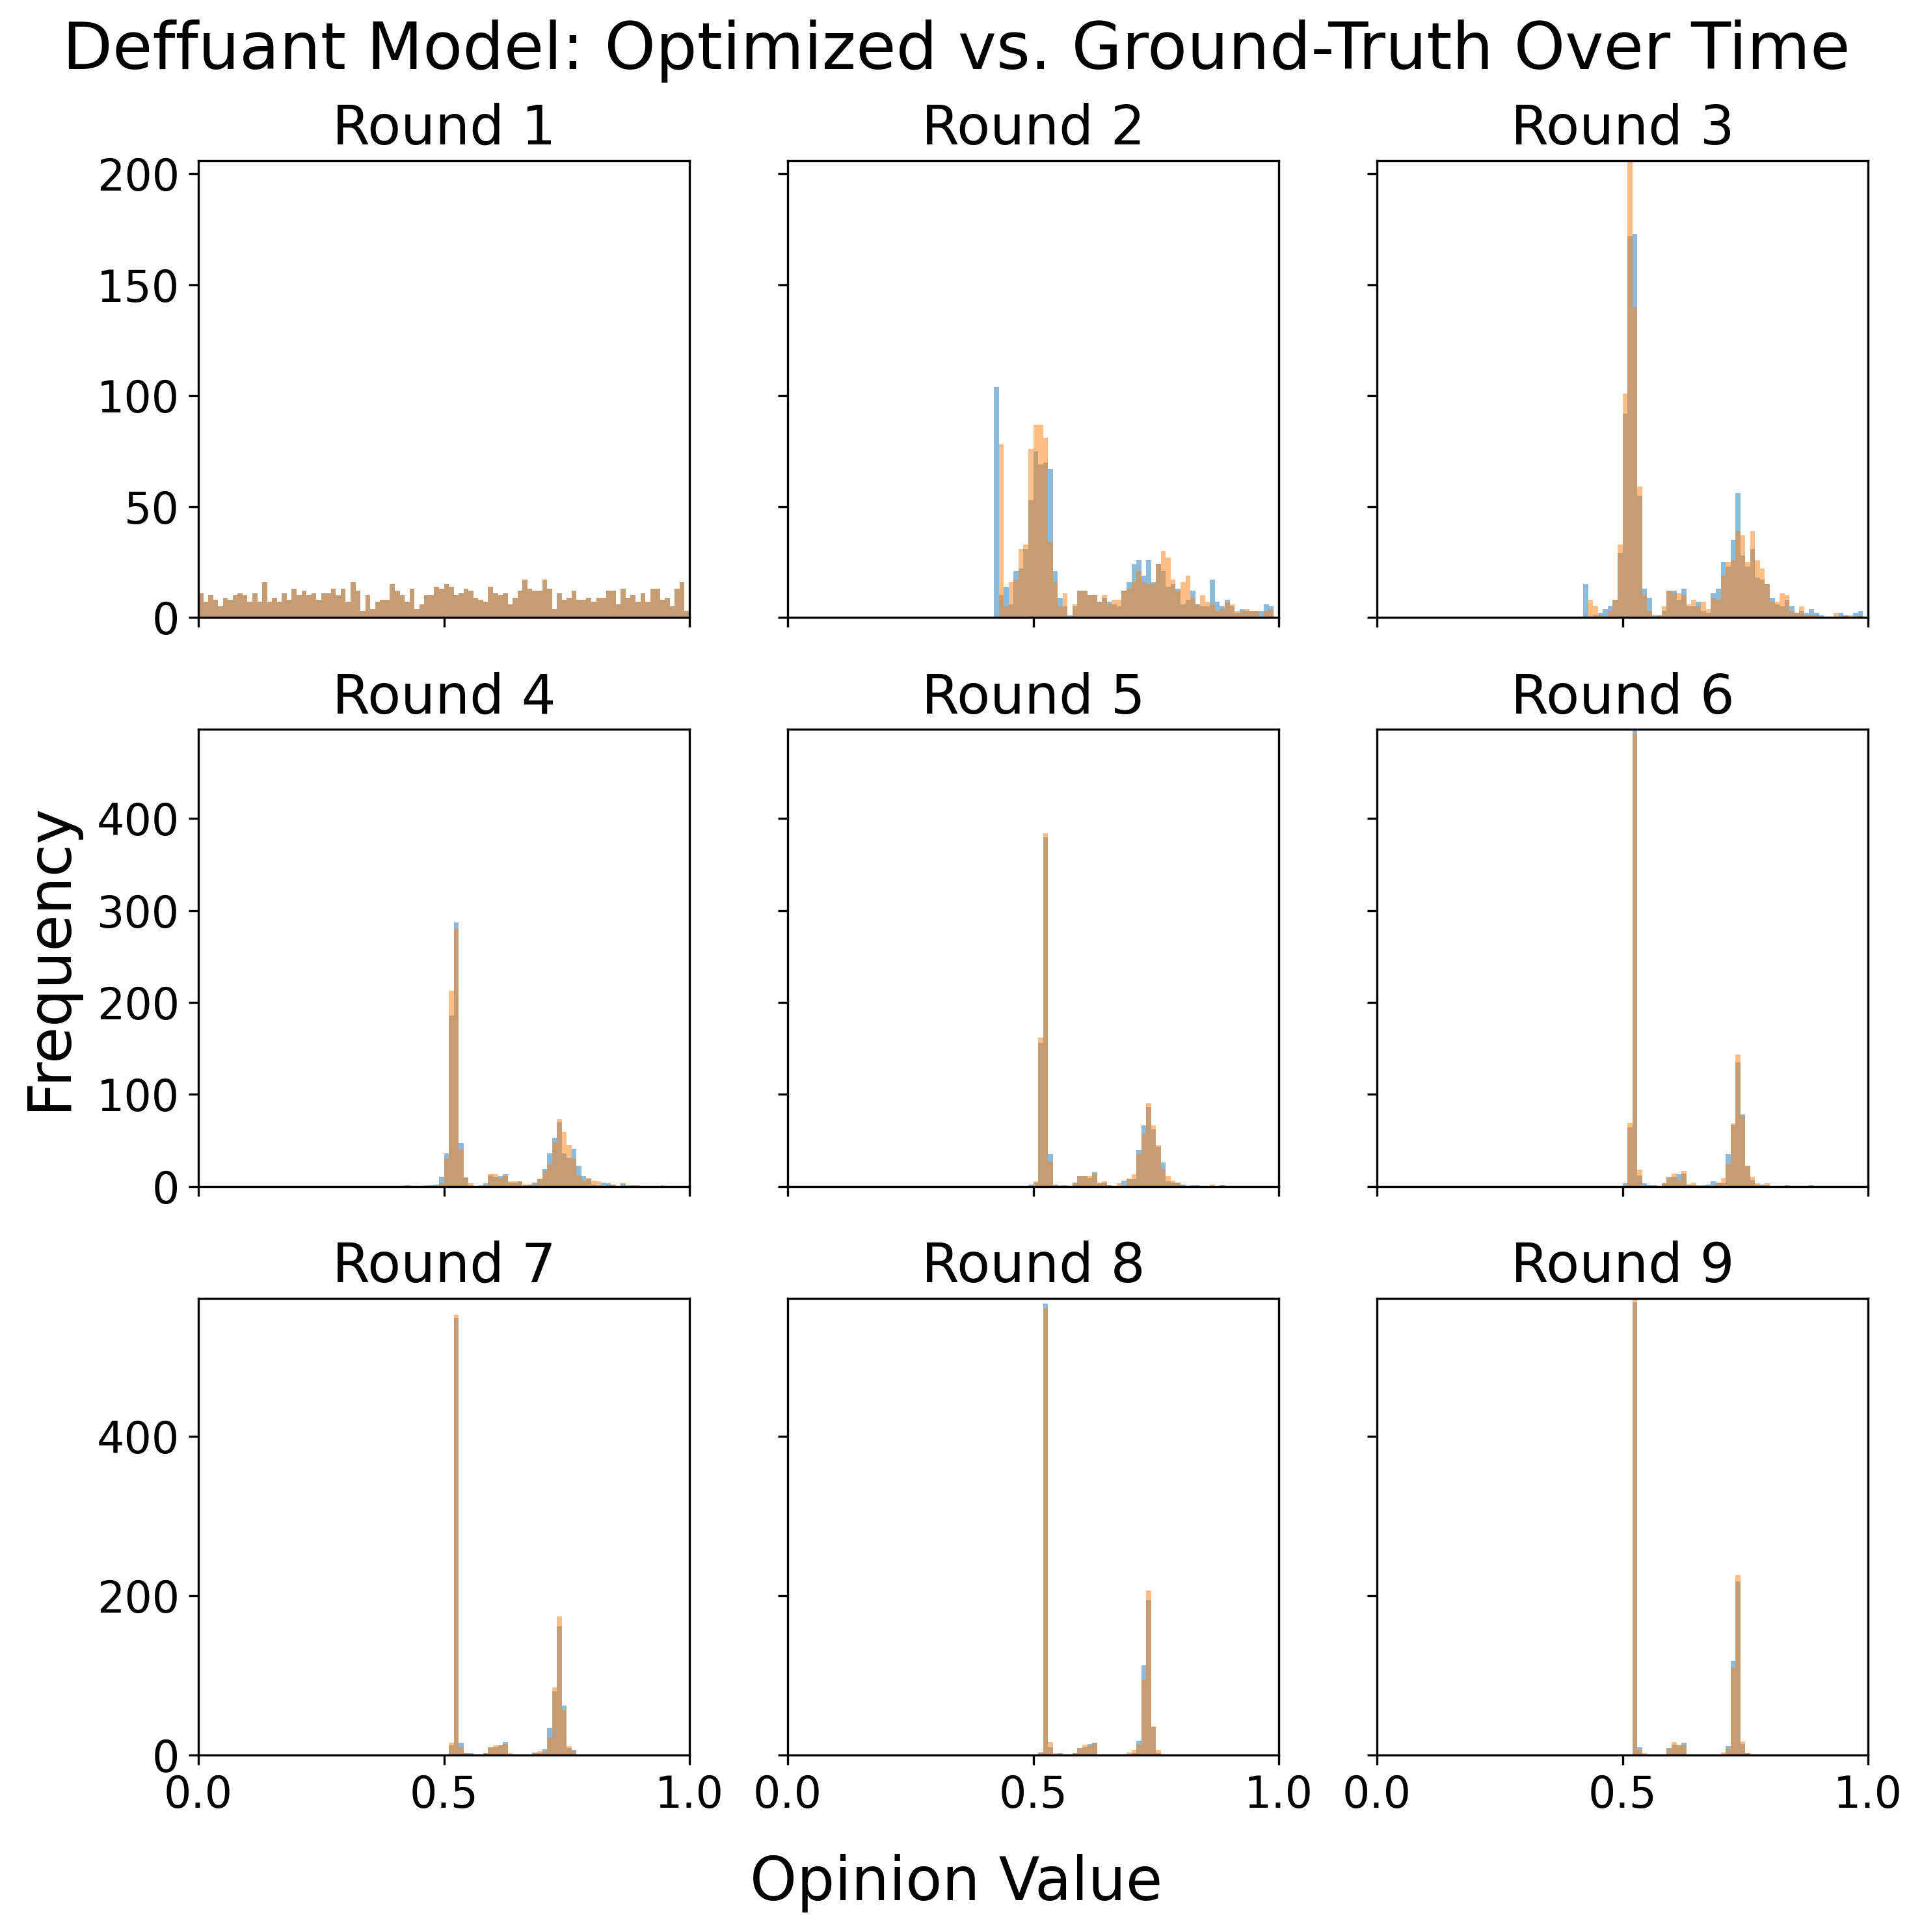 Deffuant Model: Optimized vs. Ground-Truth Over Time
Round 1
Round 2
Round 3
200
150
100
50
0
Round 4
Round 5
Round 6
Frequency
400
300
200
100
0
Round 7
Round 8
Round 9
400
200
0
0.0 0.5 1.0 0.0 0.5 1.0 0.0 0.5 1.0
Opinion Value